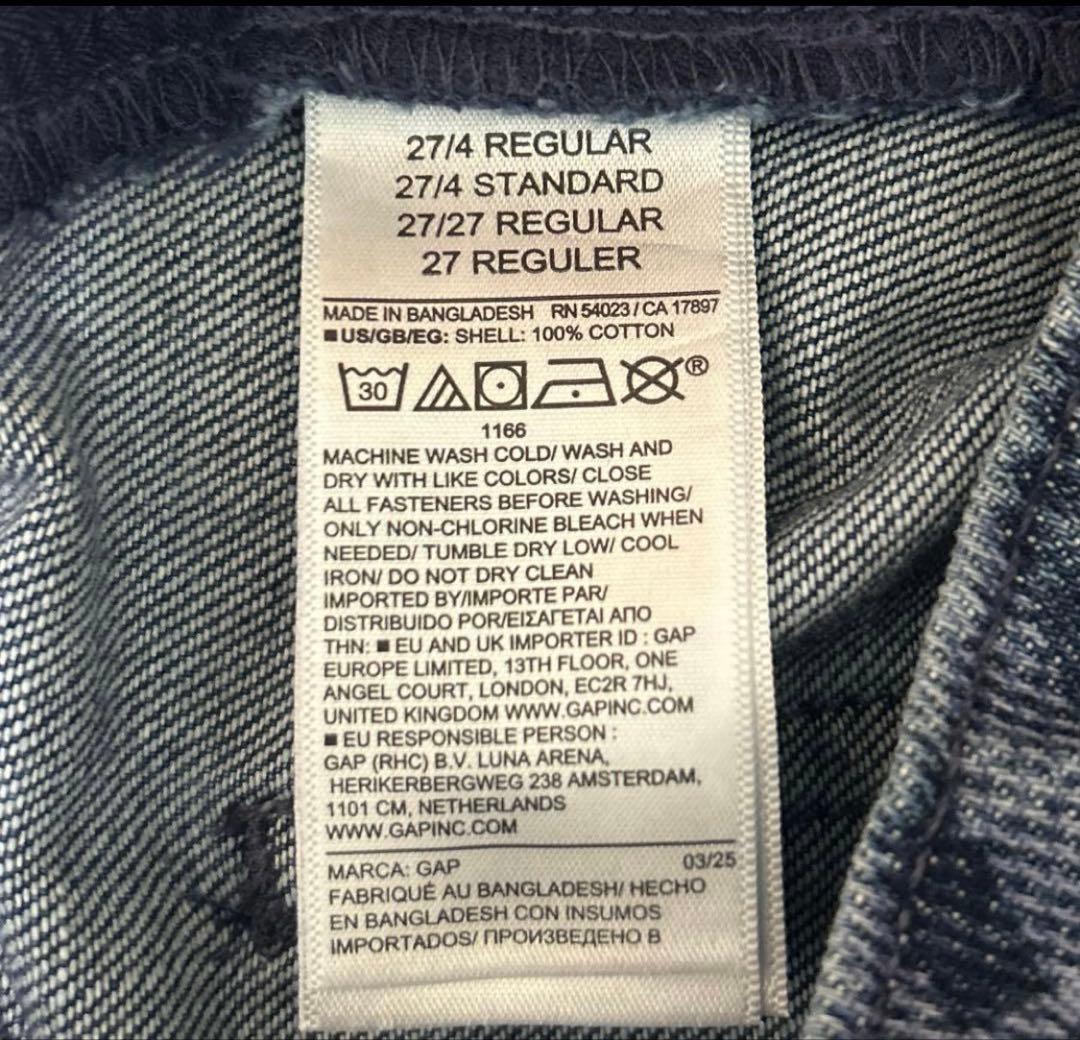 27/4 REGULAR
27/4 STANDARD
27/27 REGULAR
27 REGULER
MADE IN BANGLADESH RN 54023 / CA 17897
■US/GB/EG: SHELL: 100% COTTON
30 ®
1166
MACHINE WASH COLD/ WASH AND
DRY WITH LIKE COLORS/ CLOSE
ALL FASTENERS BEFORE WASHING/
ONLY NON-CHLORINE BLEACH WHEN
NEEDED/ TUMBLE DRY LOW/ COOL
IRON/ DO NOT DRY CLEAN
IMPORTED BY/IMPORTE PAR/
DISTRIBUIDO POR/ΕΙΣΑΓΕΤΑΙ ΑΠΟ
ΤΗΝ: ■ EU AND UK IMPORTER ID : GAP
EUROPE LIMITED, 13TH FLOOR, ONE
ANGEL COURT, LONDON, EC2R 7HJ,
UNITED KINGDOM WWW.GAPINC.COM
■ EU RESPONSIBLE PERSON :
GAP (RHC) B.V. LUNA ARENA,
HERIKERBERGWEG 238 AMSTERDAM,
1101 CM, NETHERLANDS
WWW.GAPINC.COM
MARCA: GAP 03/25
FABRIQUÉ AU BANGLADESH/ HECHO
EN BANGLADESH CON INSUMOS
IMPORTADOS/ ПРОИЗВЕДЕНО В